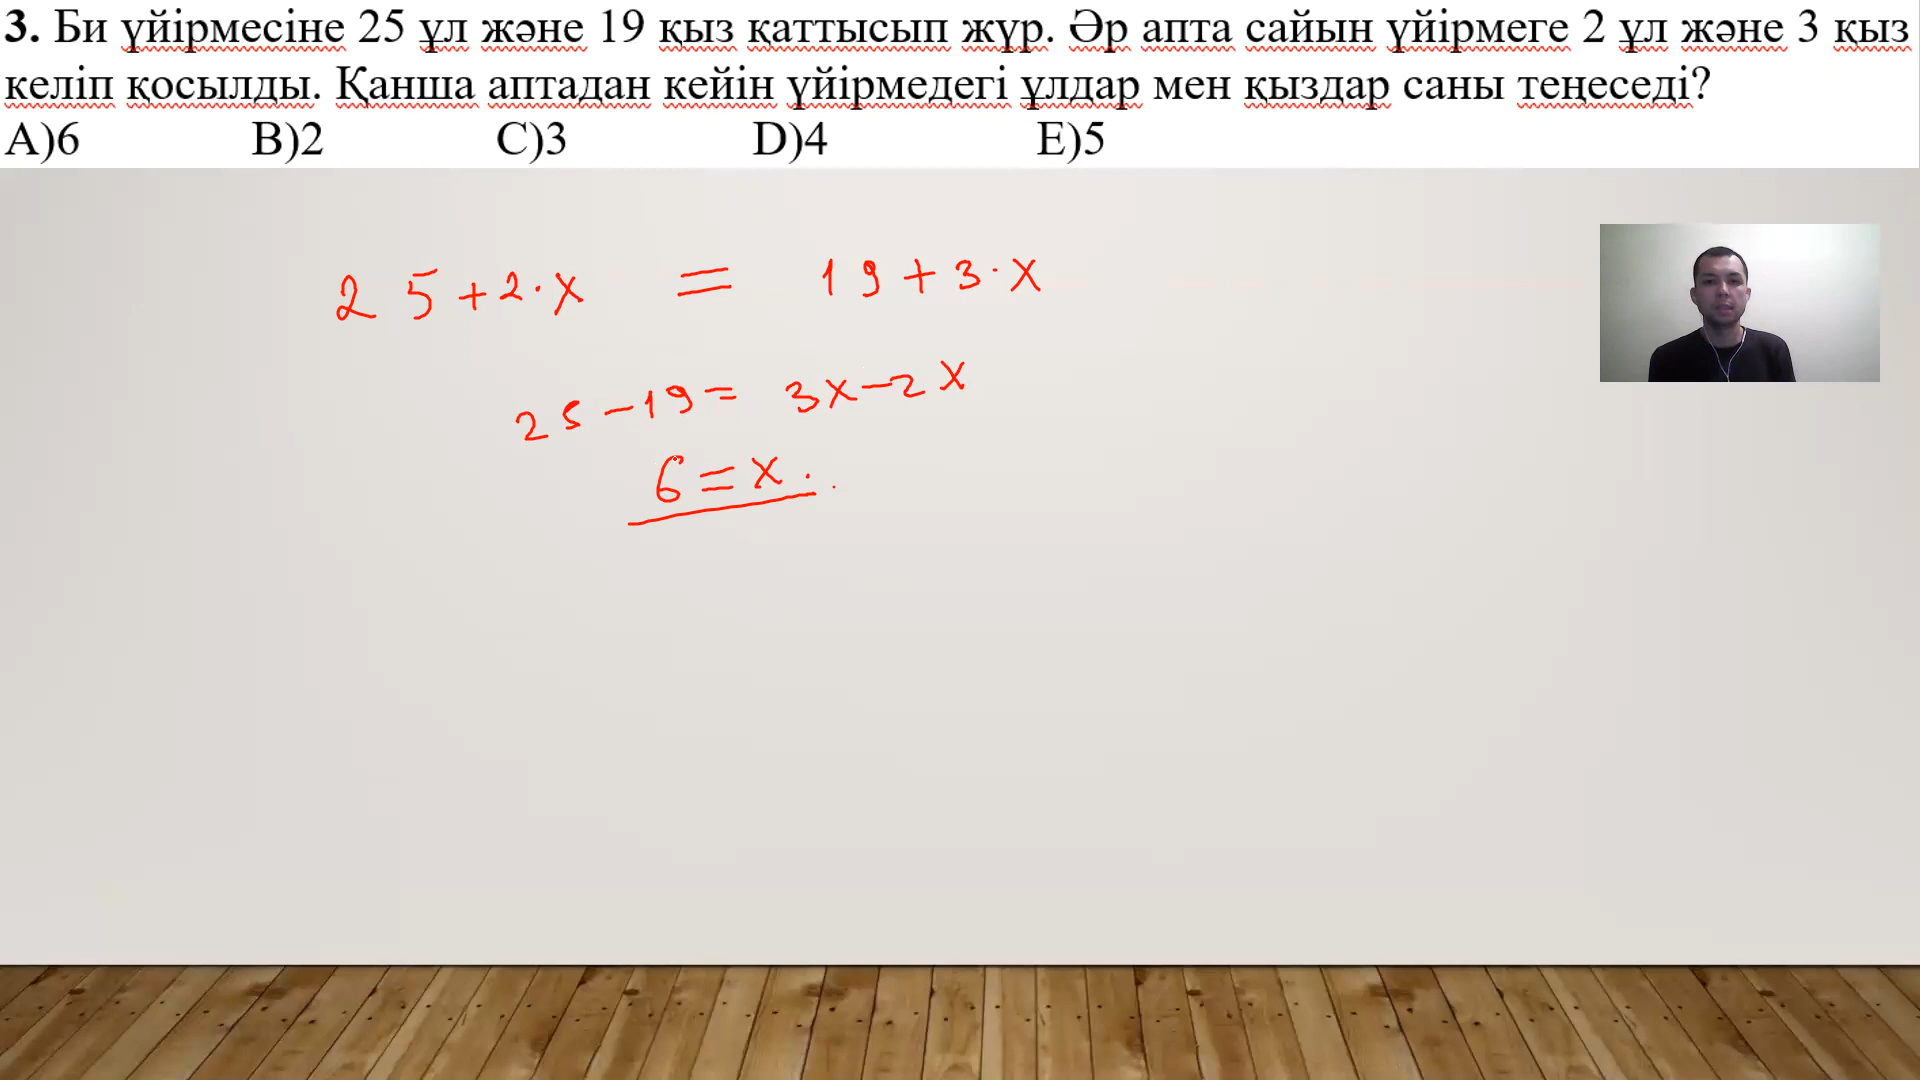 3. Би үйірмесіне 25 ұл және 19 қыз қаттысып жүр. Әр апта сайын үйірмеге 2 ұл және 3 қыз
келіп қосылды. Қанша аптадан кейін үйірмедегі ұлдар мен қыздар саны теңеседі?
A)6 B)2 C)3 D)4 E)5
25+2·x = 19+3·x
25-19= 3x-2x
6=x.